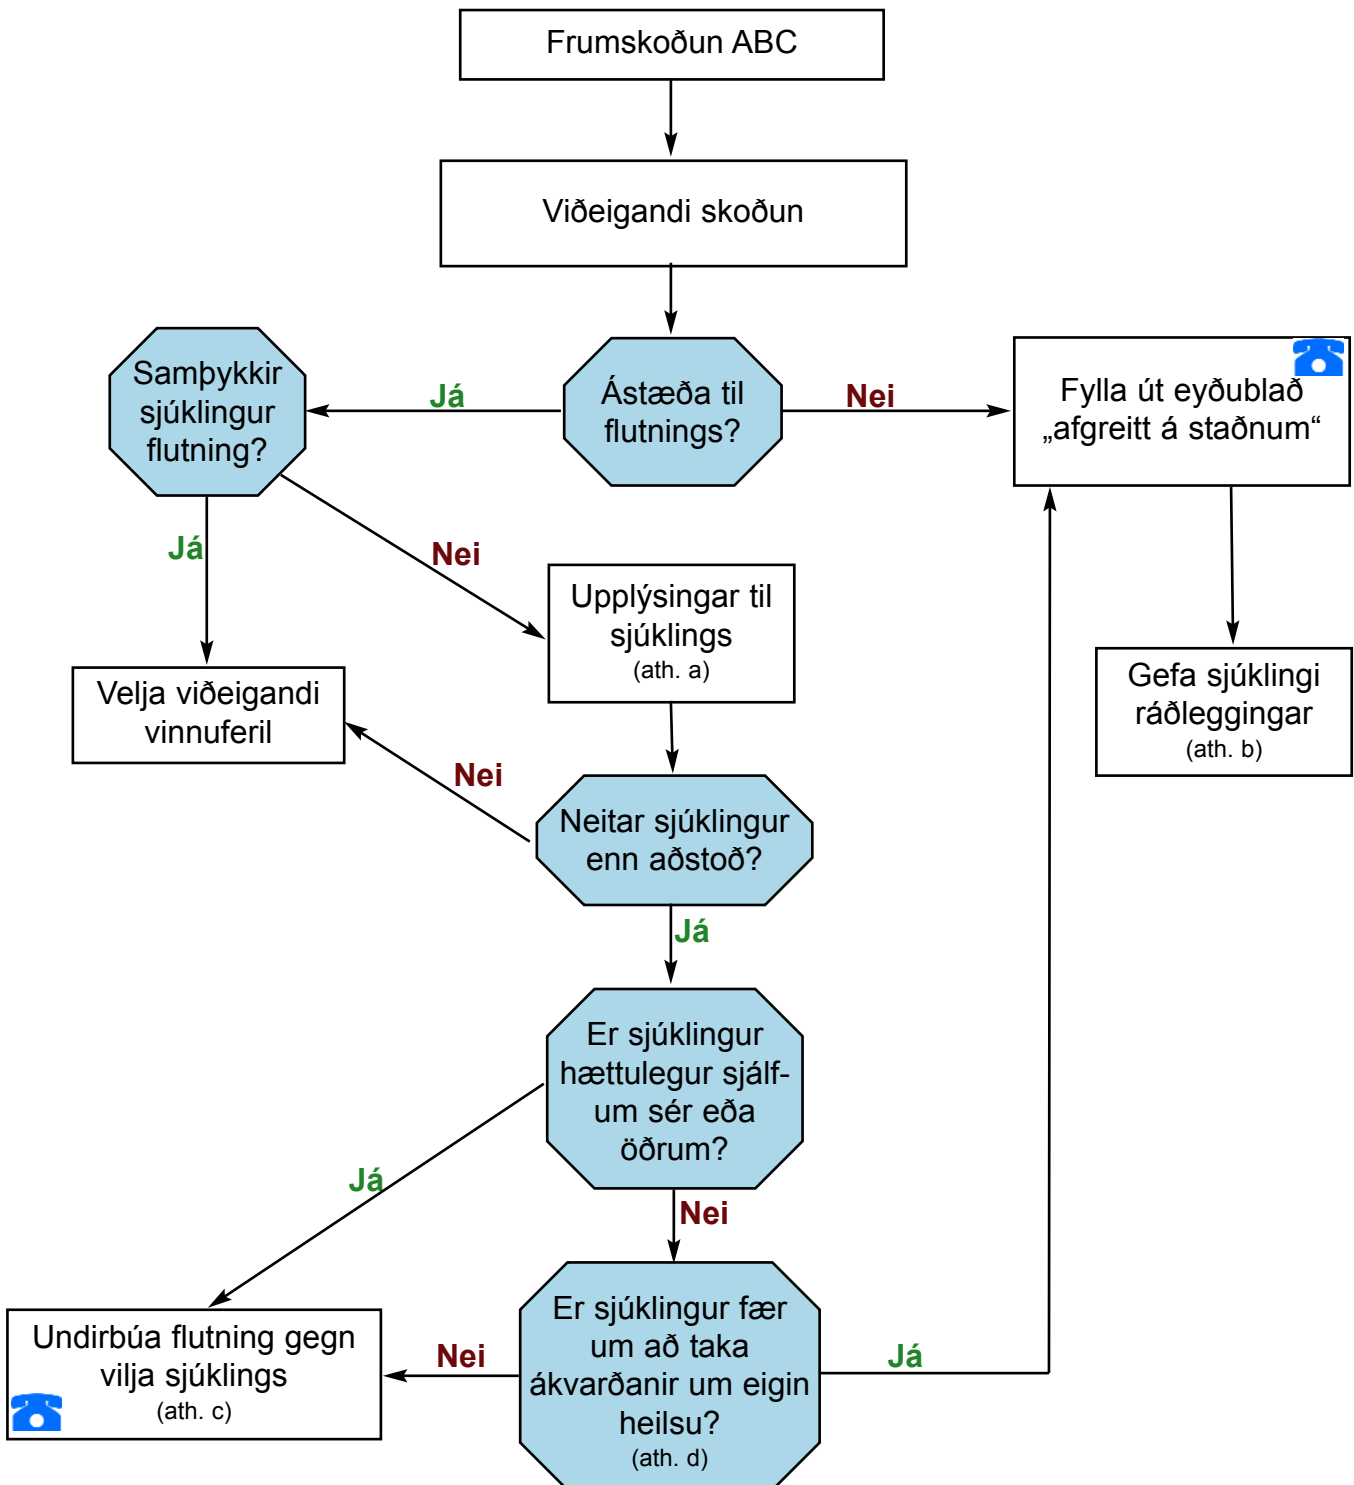 Frumskoðun ABC
Viðeigandi skoðun
Samþykkir
sjúklingur
flutning?
Já
Ástæða til
flutnings?
Nei
Fylla út eyðublað
„afgreitt á staðnum“
Já
Nei
Upplýsingar til
sjúklings
(ath. a)
Velja viðeigandi
vinnuferil
Gefa sjúklingi
ráðleggingar
(ath. b)
Nei
Neitar sjúklingur
enn aðstoð?
Já
Er sjúklingur
hættulegur sjálf-
um sér eða
öðrum?
Já
Nei
Undirbúa flutning gegn
vilja sjúklings
(ath. c)
Nei
Er sjúklingur fær
um að taka
ákvarðanir um eigin
heilsu?
(ath. d)
Já